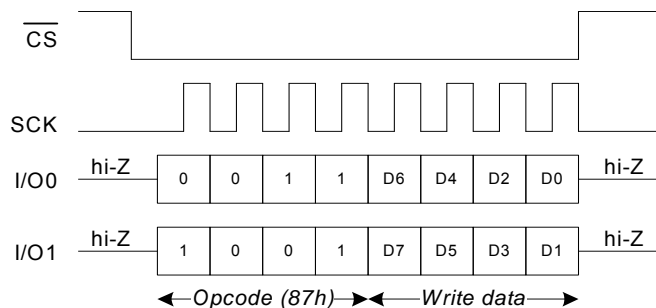 CS
SCK
I/O0 hi-Z 0 0 1 1 D6 D4 D2 D0 hi-Z
I/O1 hi-Z 1 0 0 1 D7 D5 D3 D1 hi-Z
Opcode (87h) Write data